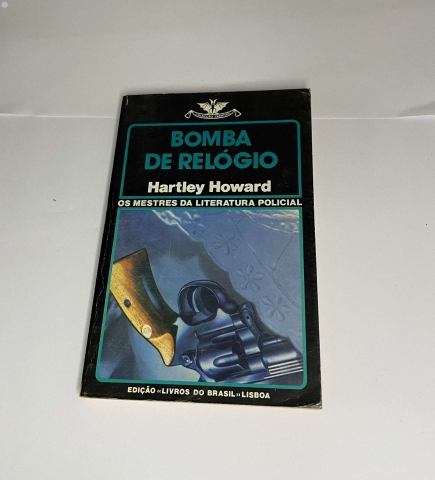 BOMBA
DE RELÓGIO
Hartley Howard
OS MESTRES DA LITERATURA POLICIAL
EDIÇÃO «LIVROS DO BRASIL» LISBOA